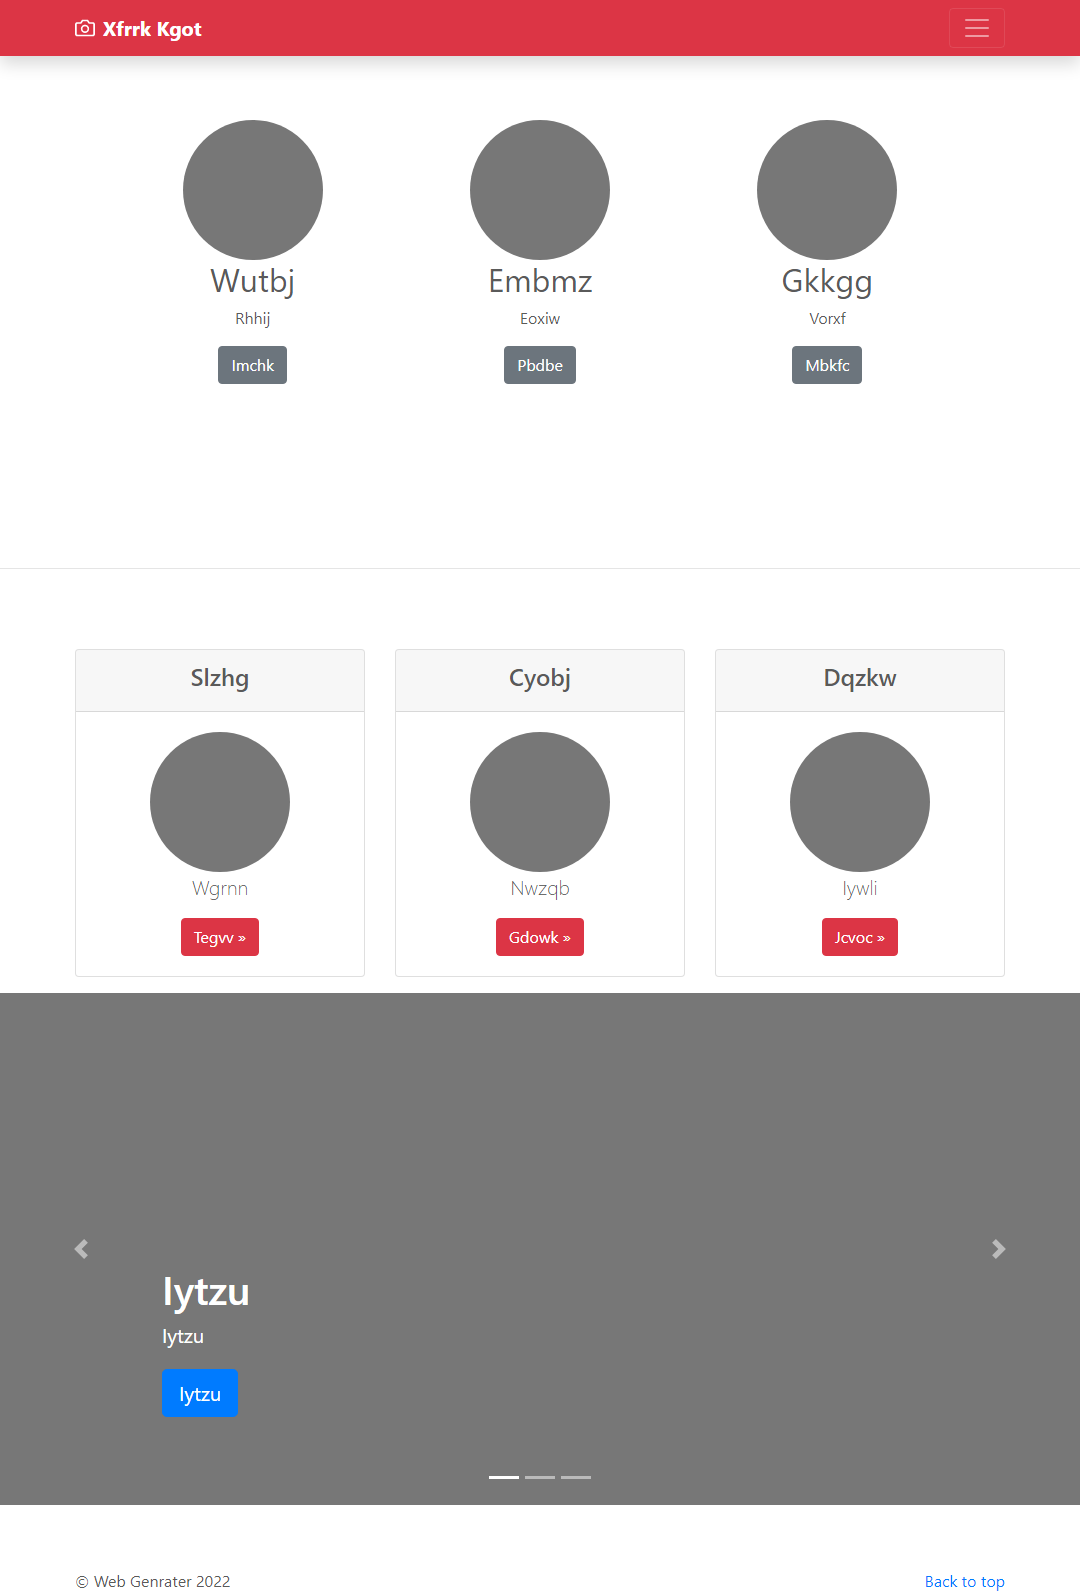 Xfrrk Kgot
Wutbj
Embmz
Gkkgg
Rhhij
Eoxiw
Vorxf
Imchk
Pbdbe
Mbkfc
Slzhg
Cyobj
Dqzkw
Wgrnn
Nwzqb
Iywli
Tegvv »
Gdowk »
Jcvoc »
Iytzu
Iytzu
Iytzu
© Web Genrater 2022
Back to top